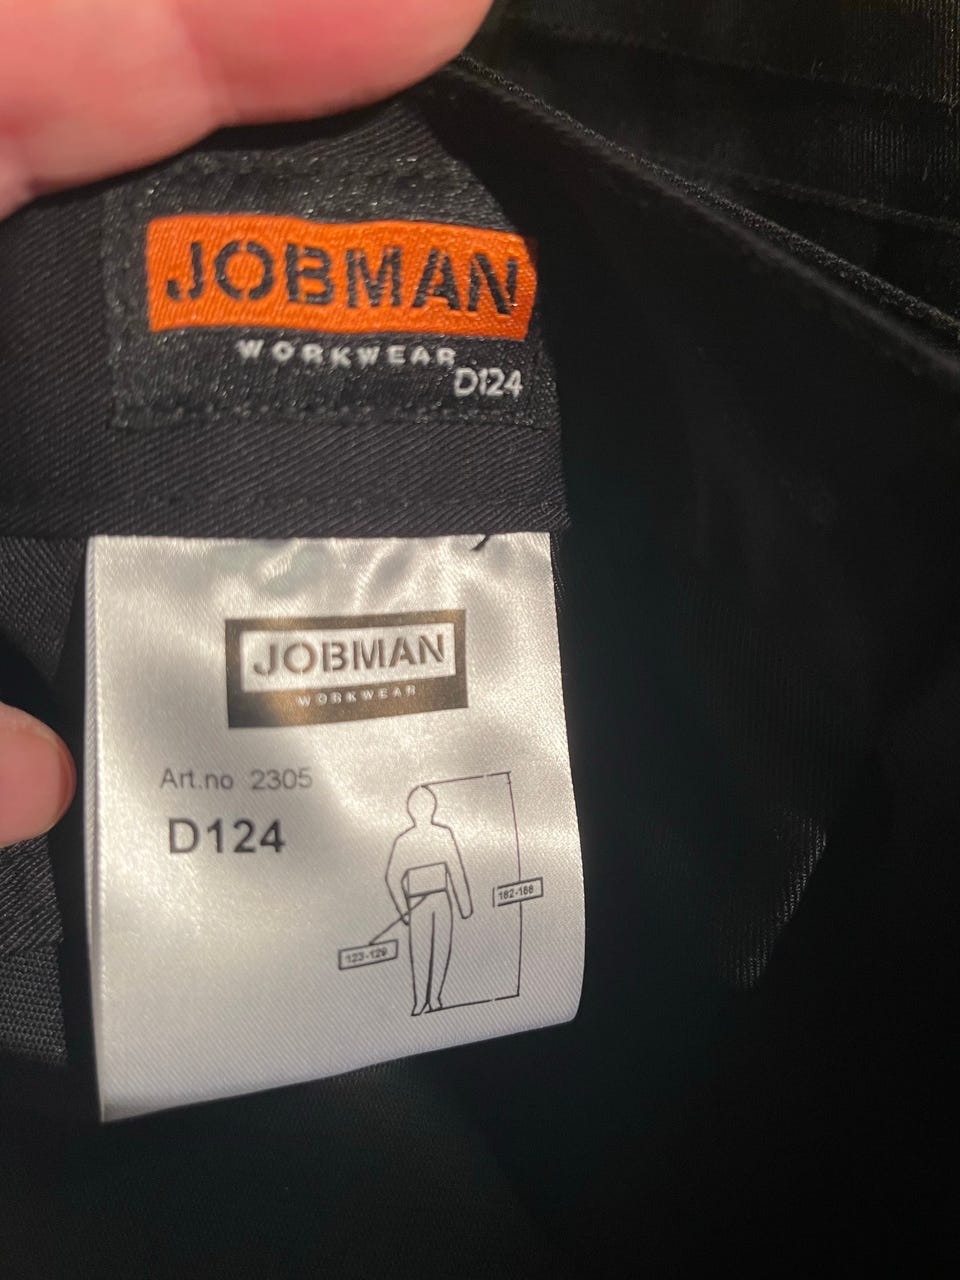 JOBMAN
WORKWEAR
D124
JOBMAN
WORKWEAR
Art.no 2305
D124
182-188
123-129